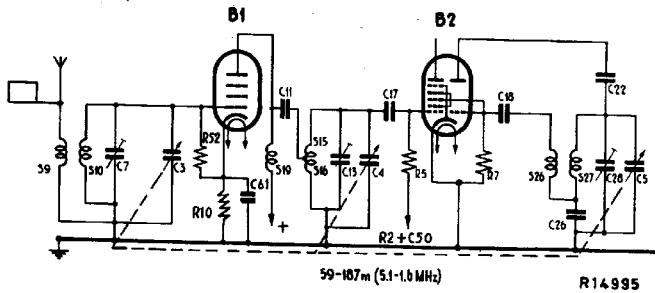 B1
B2
C11
C17
C18
C22
R52
S15
S9
S10
C7
C3
S19
S16
C13
C4
R5
R7
S26
S27
C28
C5
C61
R10
+
C26
R2+C50
59-187m (5.1-1.6 MHz)
R14995